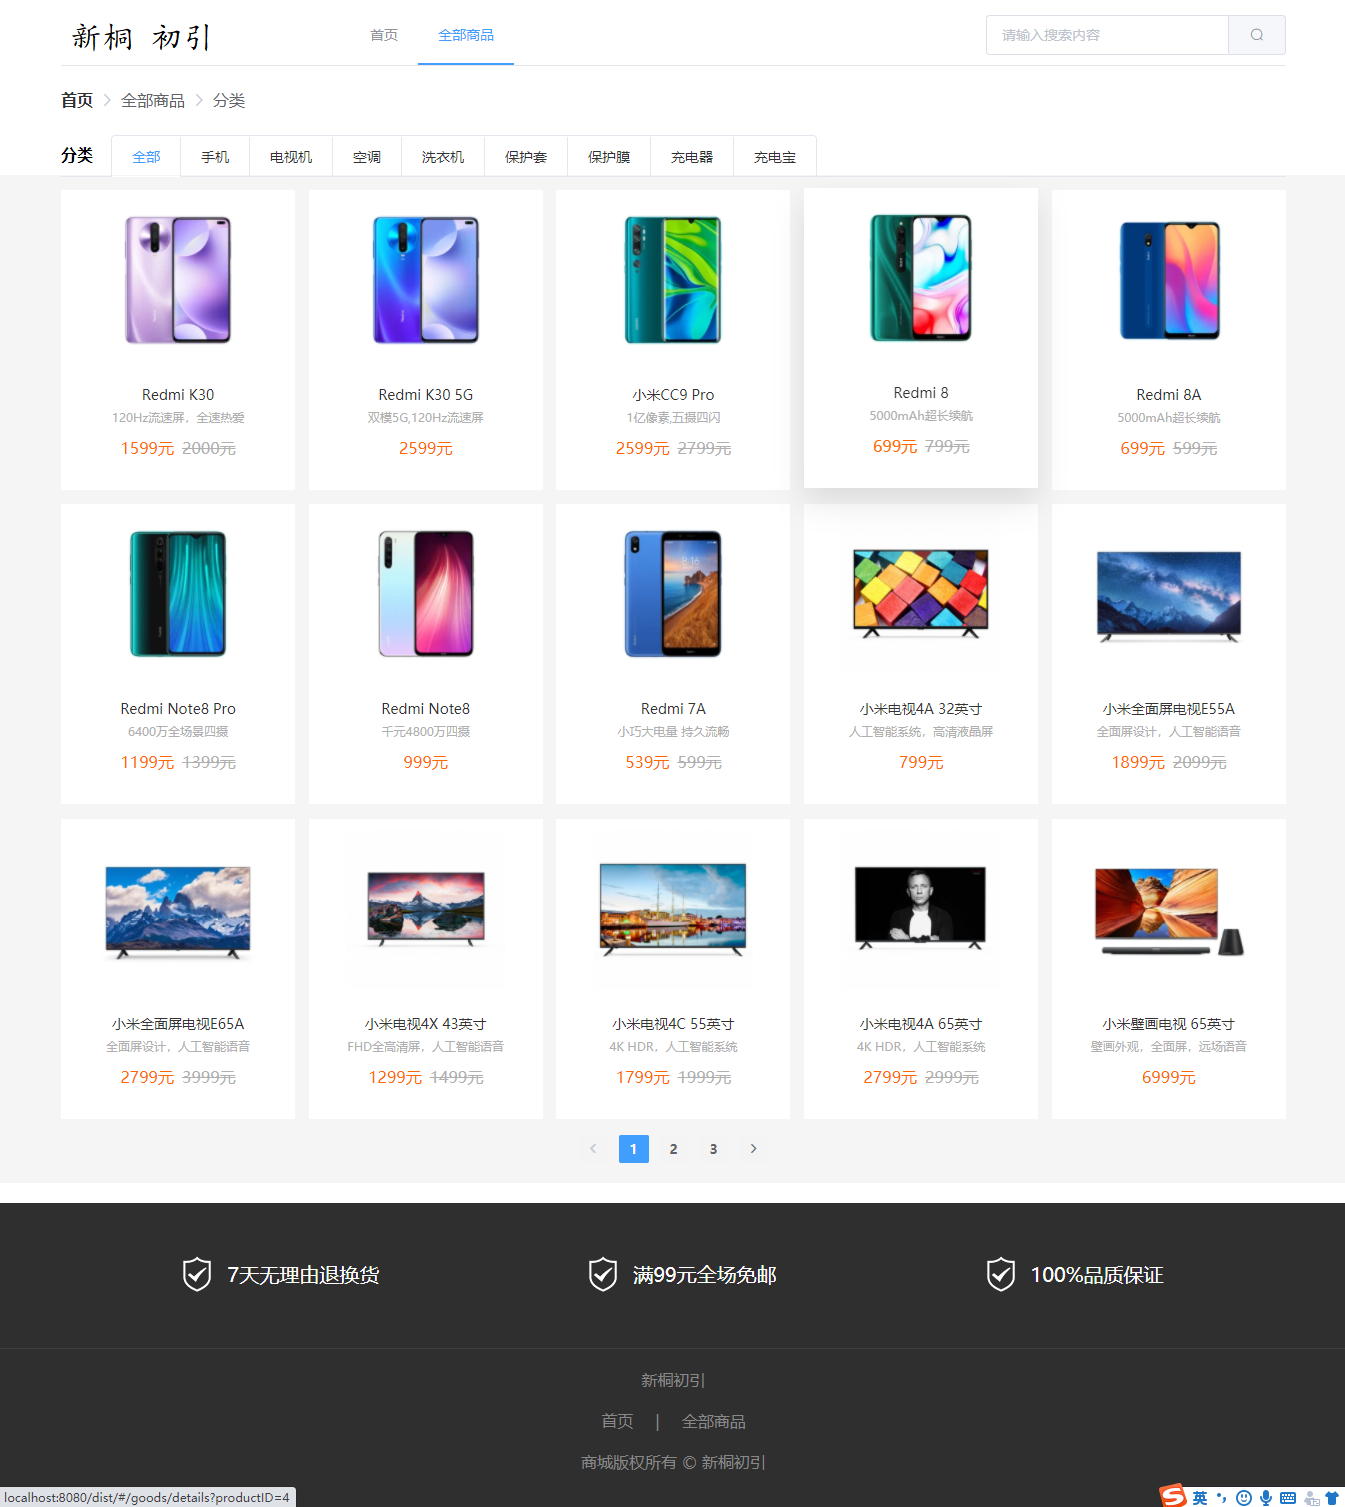 新桐 初引
首页 全部商品 请输入搜索内容
首页 > 全部商品 > 分类
分类 全部 手机 电视机 空调 洗衣机 保护套 保护膜 充电器 充电宝
Redmi K30
120Hz流速屏，全速热爱
1599元 2000元
Redmi K30 5G
双模5G,120Hz流速屏
2599元
小米CC9 Pro
1亿像素,五摄四闪
2599元 2799元
Redmi 8
5000mAh超长续航
699元 799元
Redmi 8A
5000mAh超长续航
699元 599元
Redmi Note8 Pro
6400万全场景四摄
1199元 1399元
Redmi Note8
千元4800万四摄
999元
Redmi 7A
小巧大电量 持久流畅
539元 599元
小米电视4A 32英寸
人工智能系统，高清液晶屏
799元
小米全面屏电视E55A
全面屏设计，人工智能语音
1899元 2099元
小米全面屏电视E65A
全面屏设计，人工智能语音
2799元 3999元
小米电视4X 43英寸
FHD全高清屏，人工智能语音
1299元 1499元
小米电视4C 55英寸
4K HDR，人工智能系统
1799元 1999元
小米电视4A 65英寸
4K HDR，人工智能系统
2799元 2999元
小米壁画电视 65英寸
壁画外观，全面屏，远场语音
6999元
1 2 3
7天无理由退换货 满99元全场免邮 100%品质保证
新桐初引
首页 | 全部商品
商城版权所有 © 新桐初引
localhost:8080/dist/#/goods/details?productID=4
英